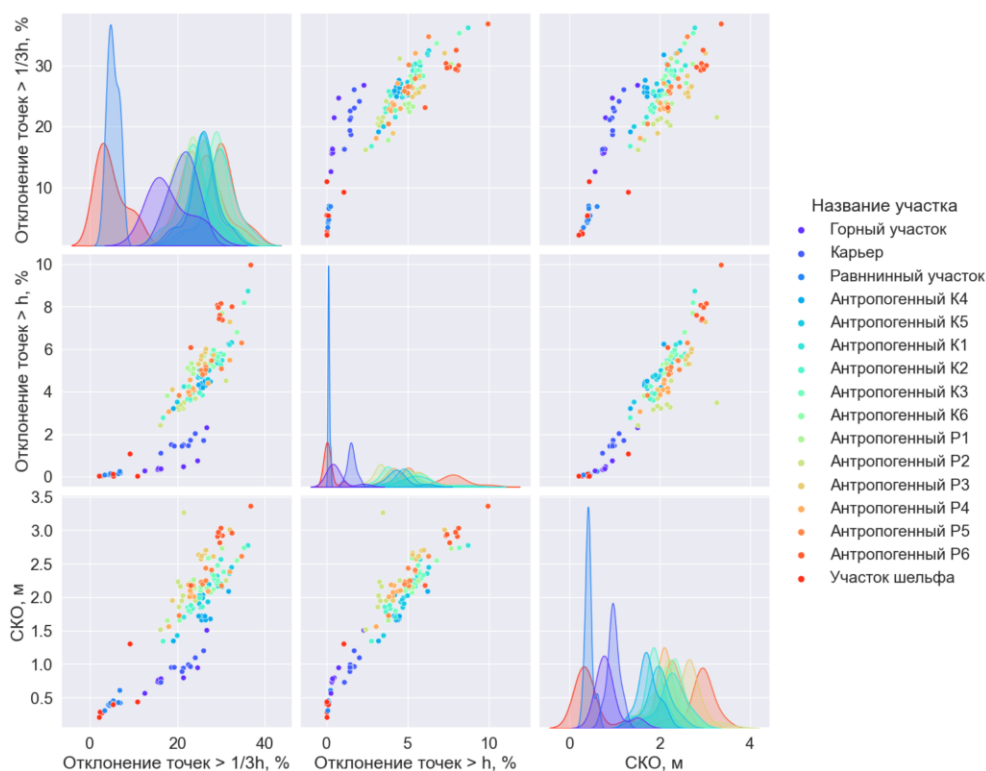 Отклонение точек > 1/3h, %
30
20
10
Отклонение точек > h, %
10
8
6
4
2
0
СКО, м
3.5
3.0
2.5
2.0
1.5
1.0
0.5
0 20 40
Отклонение точек > 1/3h, %
0 5 10
Отклонение точек > h, %
0 2 4
СКО, м
Название участка
Горный участок
Карьер
Равннинный участок
Антропогенный К4
Антропогенный К5
Антропогенный К1
Антропогенный К2
Антропогенный К3
Антропогенный К6
Антропогенный Р1
Антропогенный Р2
Антропогенный Р3
Антропогенный Р4
Антропогенный Р5
Антропогенный Р6
Участок шельфа